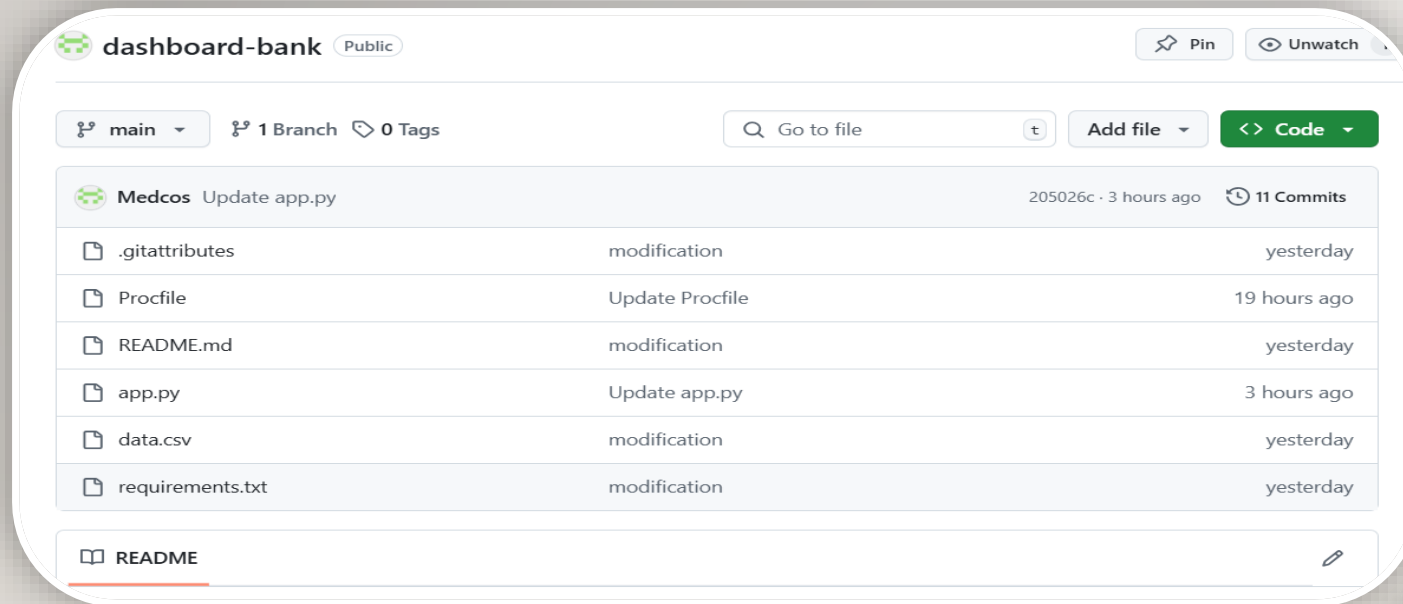 dashboard-bank Public Pin Unwatch
main 1 Branch 0 Tags Go to file t Add file Code
Medcos Update app.py 205026c · 3 hours ago 11 Commits
.gitattributes modification yesterday
Procfile Update Procfile 19 hours ago
README.md modification yesterday
app.py Update app.py 3 hours ago
data.csv modification yesterday
requirements.txt modification yesterday
README